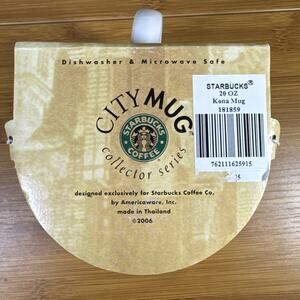 Dishwasher & Microwave Safe
CITY MUG
STARBUCKS
COFFEE
collector series
designed exclusively for Starbucks Coffee Co.
by Americaware, Inc.
made in Thailand
©2006
STARBUCKS®
20 OZ
Kona Mug
181859
762111625915